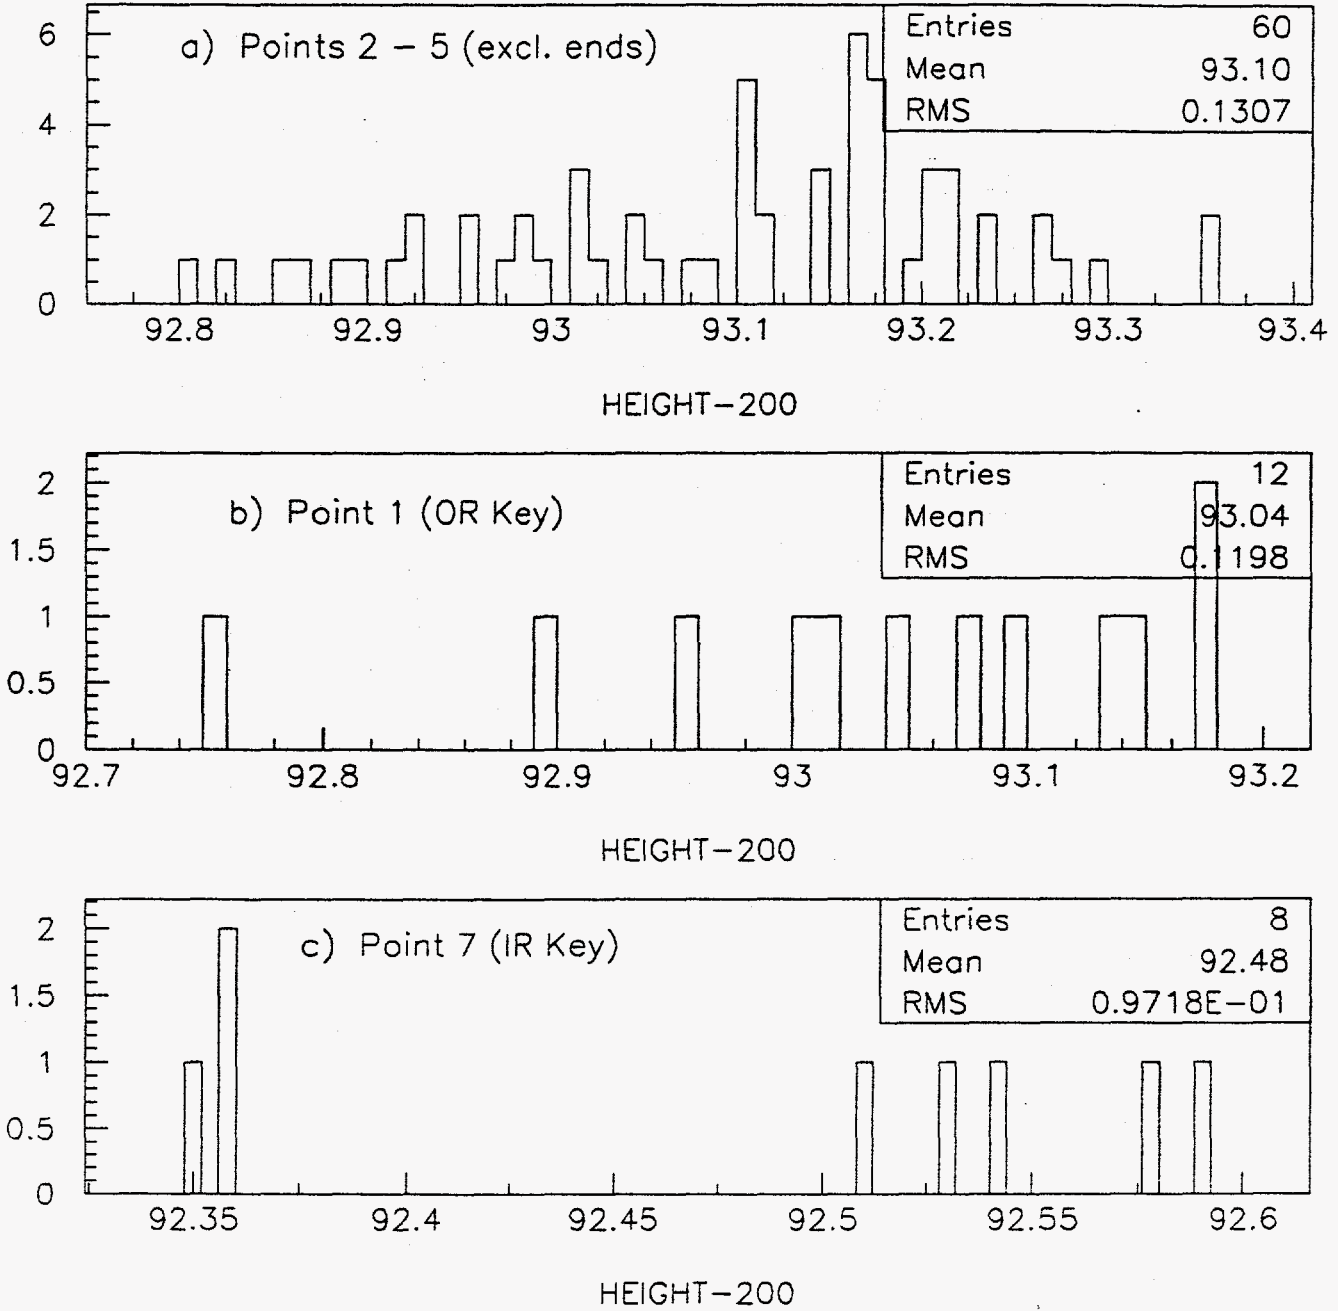 a) Points 2 – 5 (excl. ends)
Entries 60
Mean 93.10
RMS 0.1307
6
4
2
0
92.8 92.9 93 93.1 93.2 93.3 93.4
HEIGHT–200
b) Point 1 (OR Key)
Entries 12
Mean 93.04
RMS 0.1198
2
1.5
1
0.5
0
92.7 92.8 92.9 93 93.1 93.2
HEIGHT–200
c) Point 7 (IR Key)
Entries 8
Mean 92.48
RMS 0.9718E–01
2
1.5
1
0.5
0
92.35 92.4 92.45 92.5 92.55 92.6
HEIGHT–200